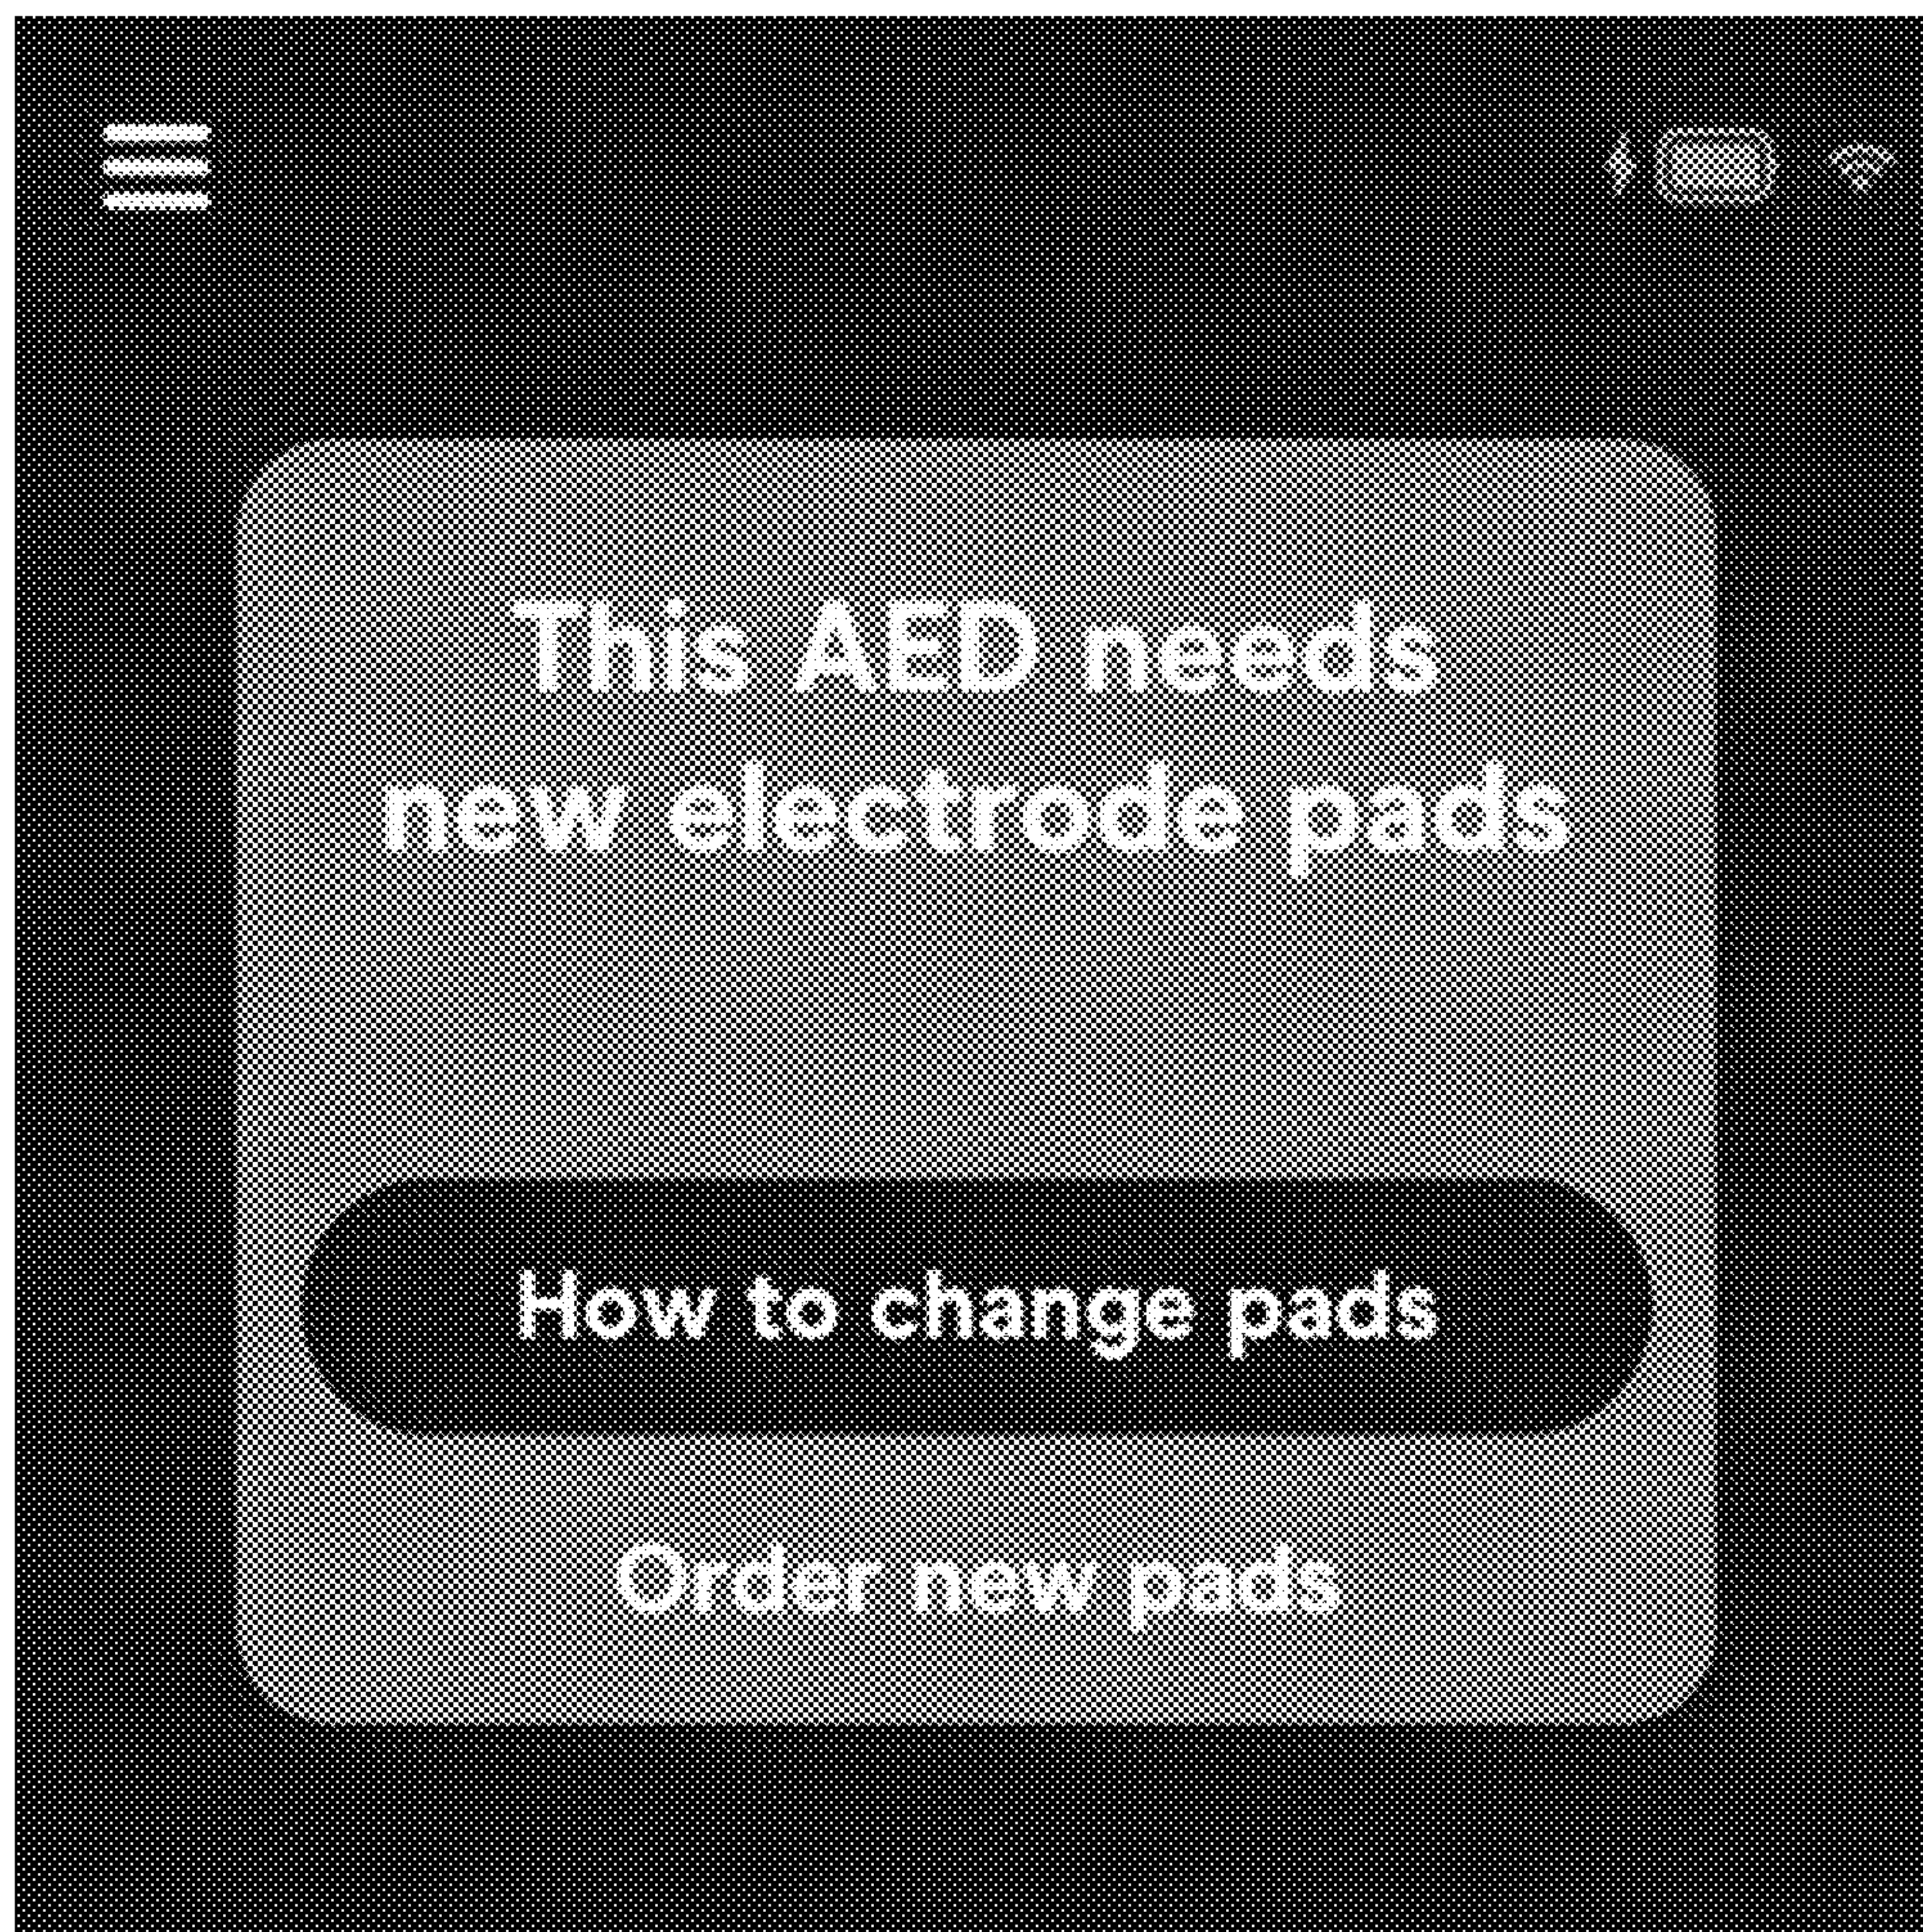 This AED needs
new electrode pads
How to change pads
Order new pads